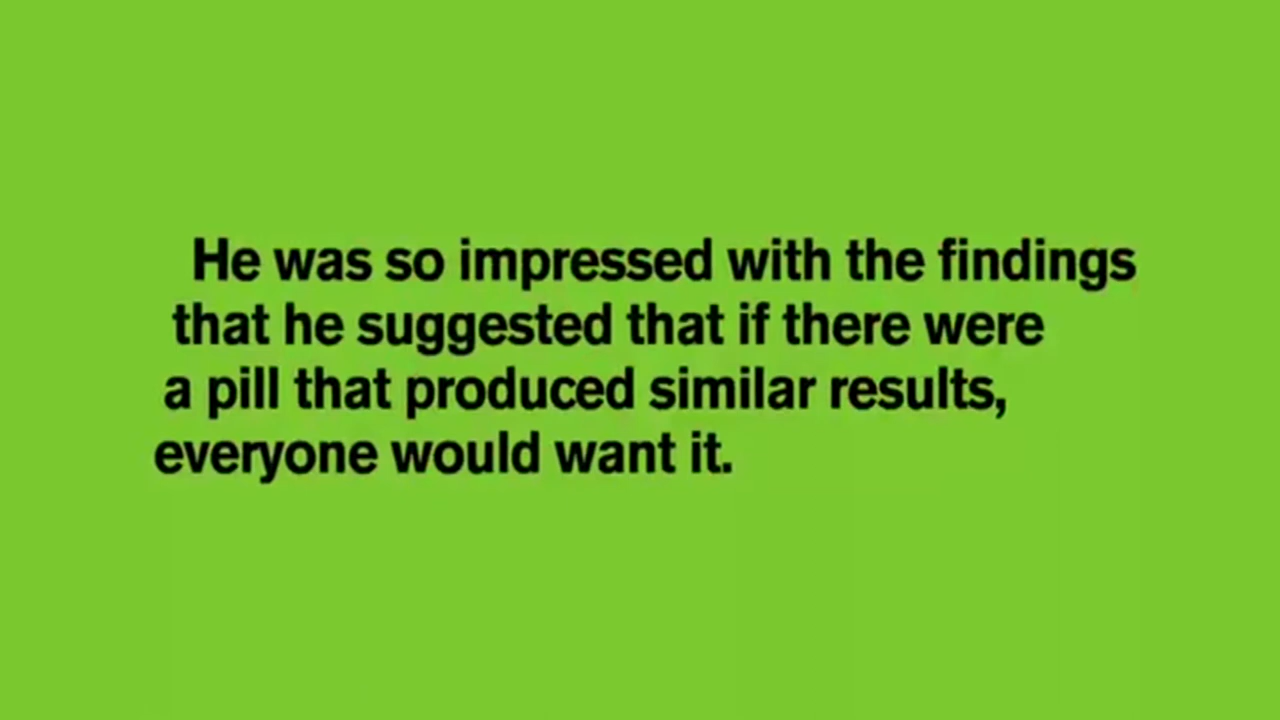 He was so impressed with the findings
that he suggested that if there were
a pill that produced similar results,
everyone would want it.